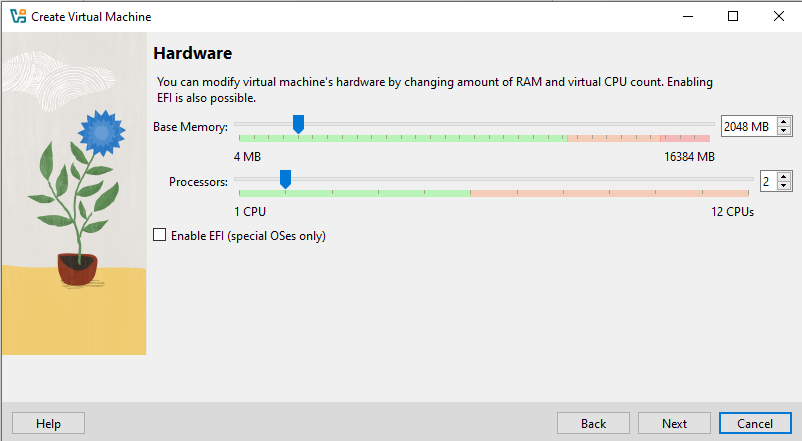 Create Virtual Machine
Hardware
You can modify virtual machine's hardware by changing amount of RAM and virtual CPU count. Enabling
EFI is also possible.
Base Memory: 2048 MB
4 MB 16384 MB
Processors: 2
1 CPU 12 CPUs
Enable EFI (special OSes only)
Help Back Next Cancel